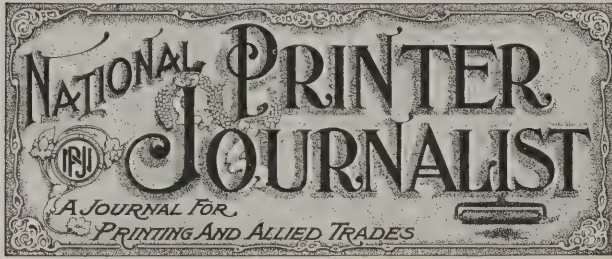 NATIONAL PRINTER
JOURNALIST
NPJ
A JOURNAL FOR
PRINTING AND ALLIED TRADES